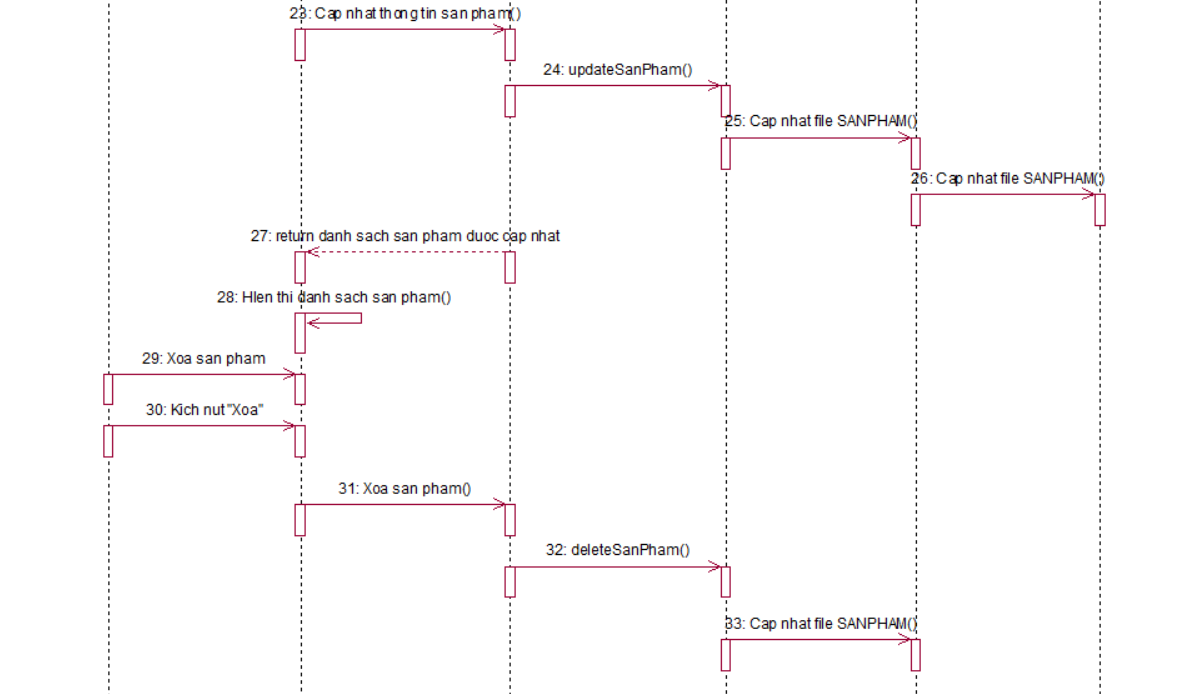 23: Cap nhat thong tin san pham()
24: updateSanPham()
25: Cap nhat file SANPHAM()
26: Cap nhat file SANPHAM()
27: return danh sach san pham duoc cap nhat
28: HIen thi danh sach san pham()
29: Xoa san pham
30: Kich nut "Xoa"
31: Xoa san pham()
32: deleteSanPham()
33: Cap nhat file SANPHAM()